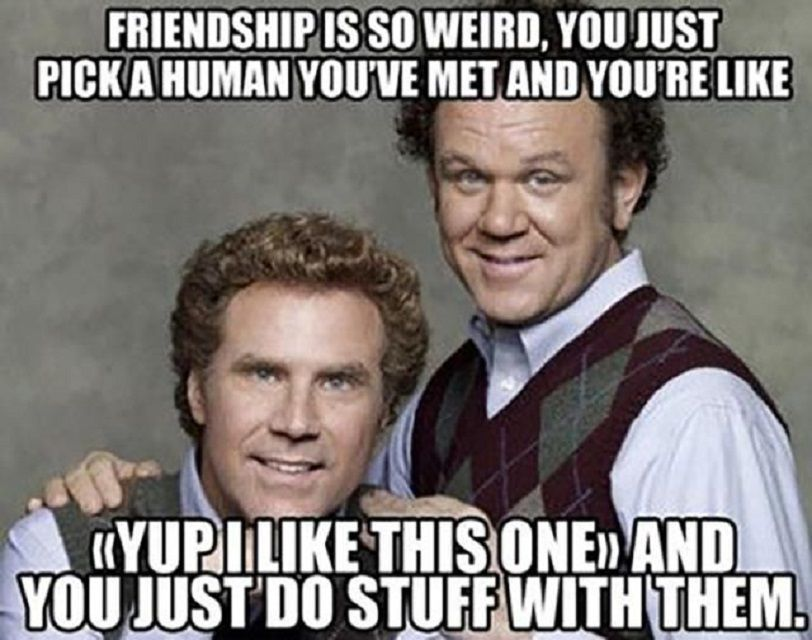 FRIENDSHIP IS SO WEIRD, YOU JUST
PICK A HUMAN YOU'VE MET AND YOU'RE LIKE
«YUP I LIKE THIS ONE» AND
YOU JUST DO STUFF WITH THEM.